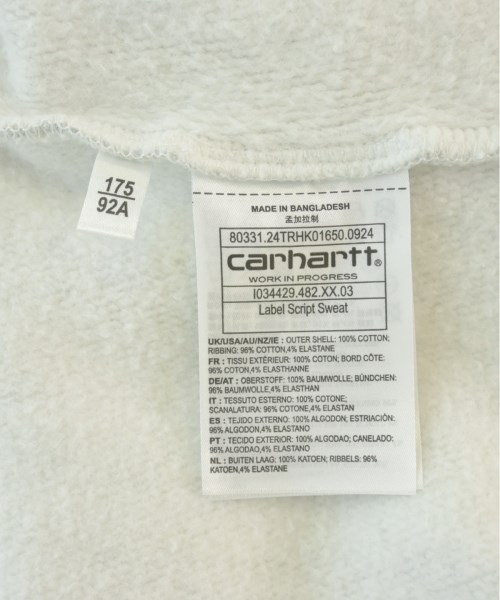 175
92A
MADE IN BANGLADESH
孟加拉制
80331.24TRHK01650.0924
carhartt®
WORK IN PROGRESS
I034429.482.XX.03
Label Script Sweat
UK/USA/AU/NZ/IE : OUTER SHELL: 100% COTTON;
RIBBING: 96% COTTON,4% ELASTANE
FR : TISSU EXTÉRIEUR: 100% COTON; BORD CÔTE:
96% COTON,4% ELASTHANNE
DE/AT : OBERSTOFF: 100% BAUMWOLLE; BÜNDCHEN:
96% BAUMWOLLE,4% ELASTHAN
IT : TESSUTO ESTERNO: 100% COTONE;
SCANALATURA: 96% COTONE,4% ELASTAN
ES : TEJIDO EXTERNO: 100% ALGODON; ESTRIACIÓN:
96% ALGODON,4% ELASTANO
PT : TECIDO EXTERIOR: 100% ALGODAO; CANELADO:
96% ALGODAO,4% ELASTANO
NL : BUITEN LAAG: 100% KATOEN; RIBBELS: 96%
KATOEN,4% ELASTANE